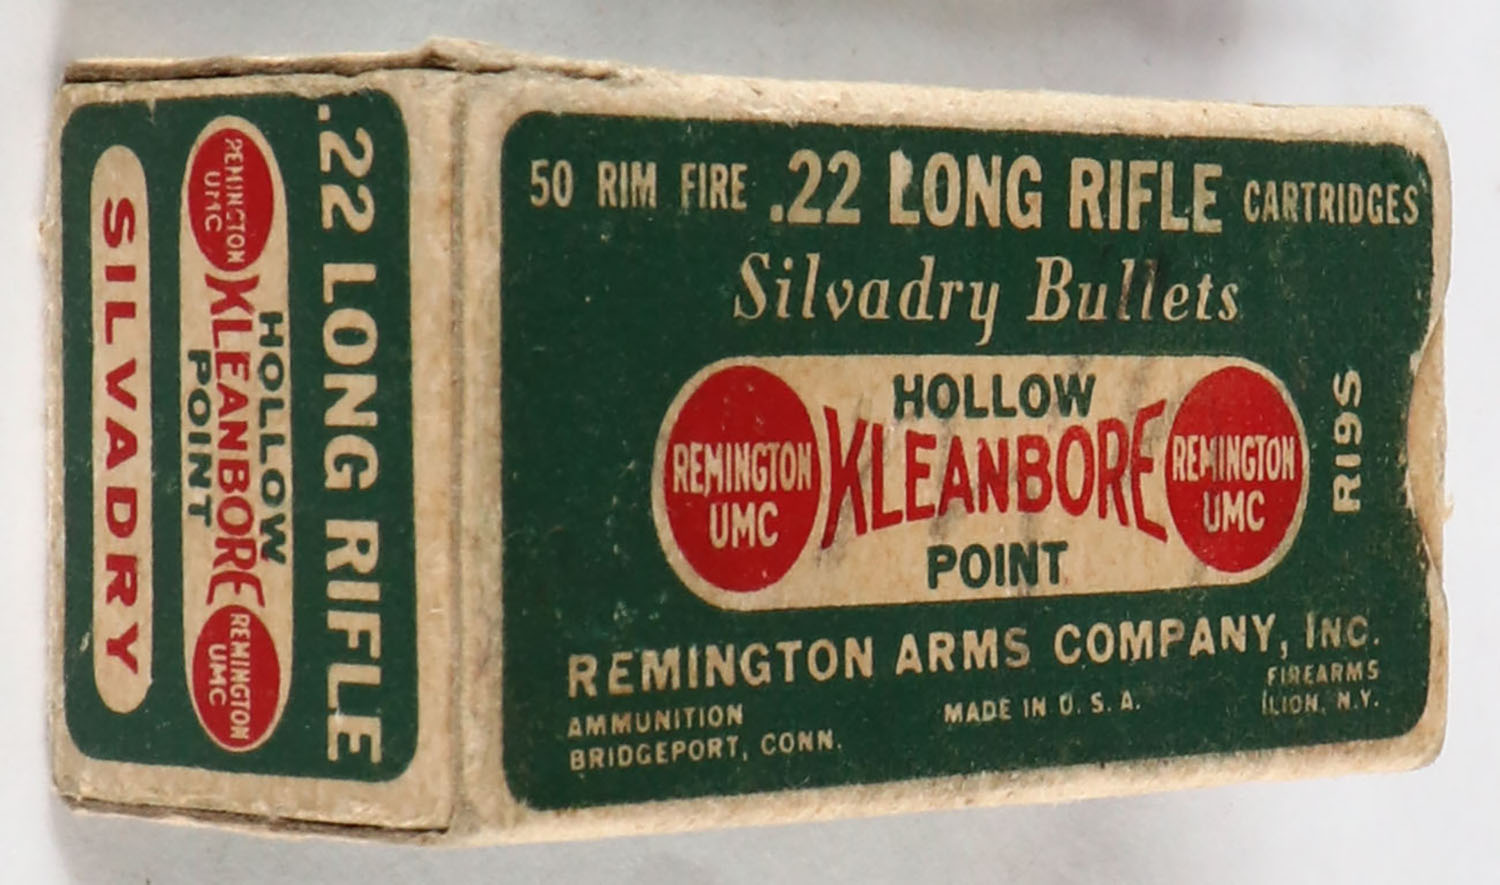 .22 LONG RIFLE
REMINGTON
UMC
HOLLOW
KLEANBORE
POINT
REMINGTON
UMC
SILVADRY
50 RIM FIRE .22 LONG RIFLE CARTRIDGES
Silvadry Bullets
REMINGTON
UMC
HOLLOW
KLEANBORE
POINT
REMINGTON
UMC
R19S
REMINGTON ARMS COMPANY, INC.
AMMUNITION
BRIDGEPORT, CONN.
MADE IN U. S. A.
FIREARMS
ILION, N.Y.